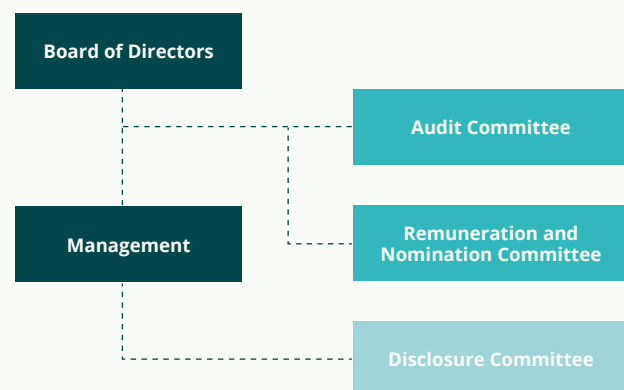 Board of Directors
Audit Committee
Management
Remuneration and
Nomination Committee
Disclosure Committee